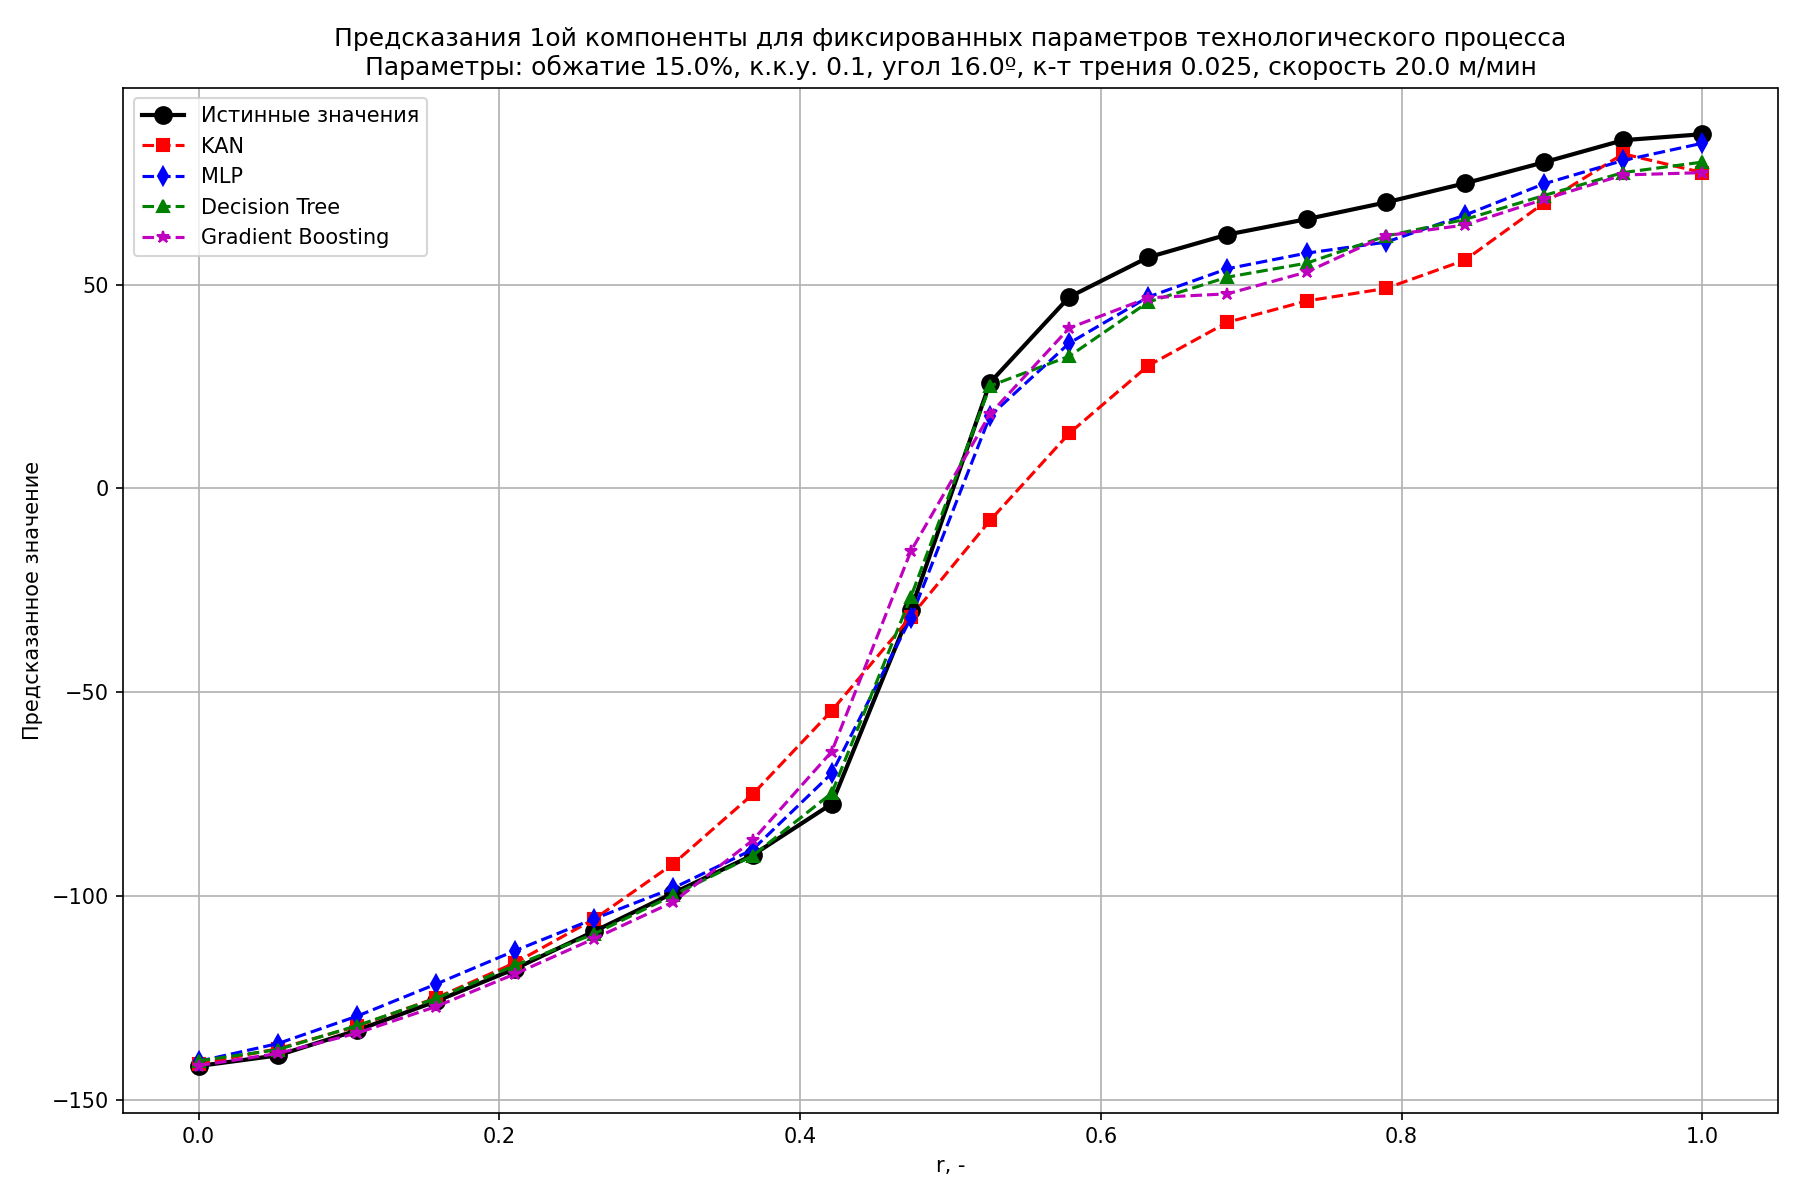 Предсказания 1ой компоненты для фиксированных параметров технологического процесса
Параметры: обжатие 15.0%, к.к.у. 0.1, угол 16.0º, к-т трения 0.025, скорость 20.0 м/мин
Истинные значения
KAN
MLP
Decision Tree
Gradient Boosting
Предсказанное значение
50
0
−50
−100
−150
0.0 0.2 0.4 0.6 0.8 1.0
r, -